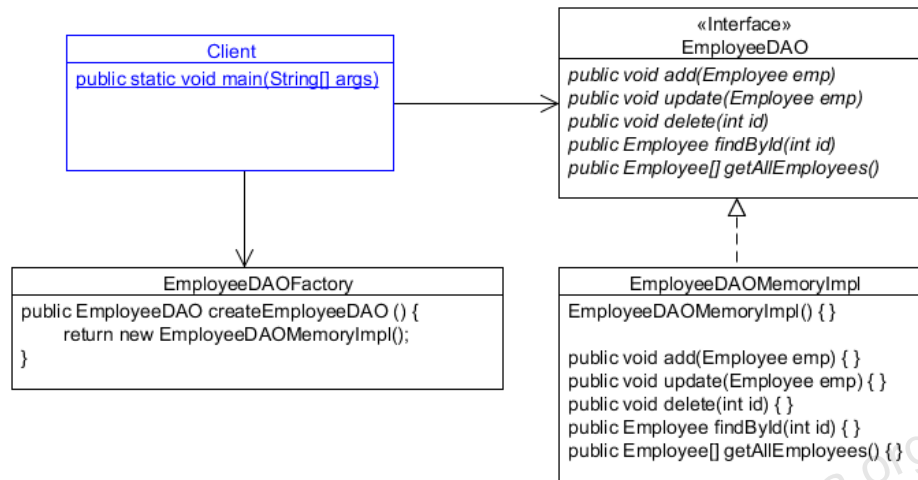 Client
public static void main(String[] args)
«Interface»
EmployeeDAO
public void add(Employee emp)
public void update(Employee emp)
public void delete(int id)
public Employee findById(int id)
public Employee[] getAllEmployees()
EmployeeDAOFactory
public EmployeeDAO createEmployeeDAO () {
return new EmployeeDAOMemoryImpl();
}
EmployeeDAOMemoryImpl
EmployeeDAOMemoryImpl() { }
public void add(Employee emp) { }
public void update(Employee emp) { }
public void delete(int id) { }
public Employee findById(int id) { }
public Employee[] getAllEmployees() { }